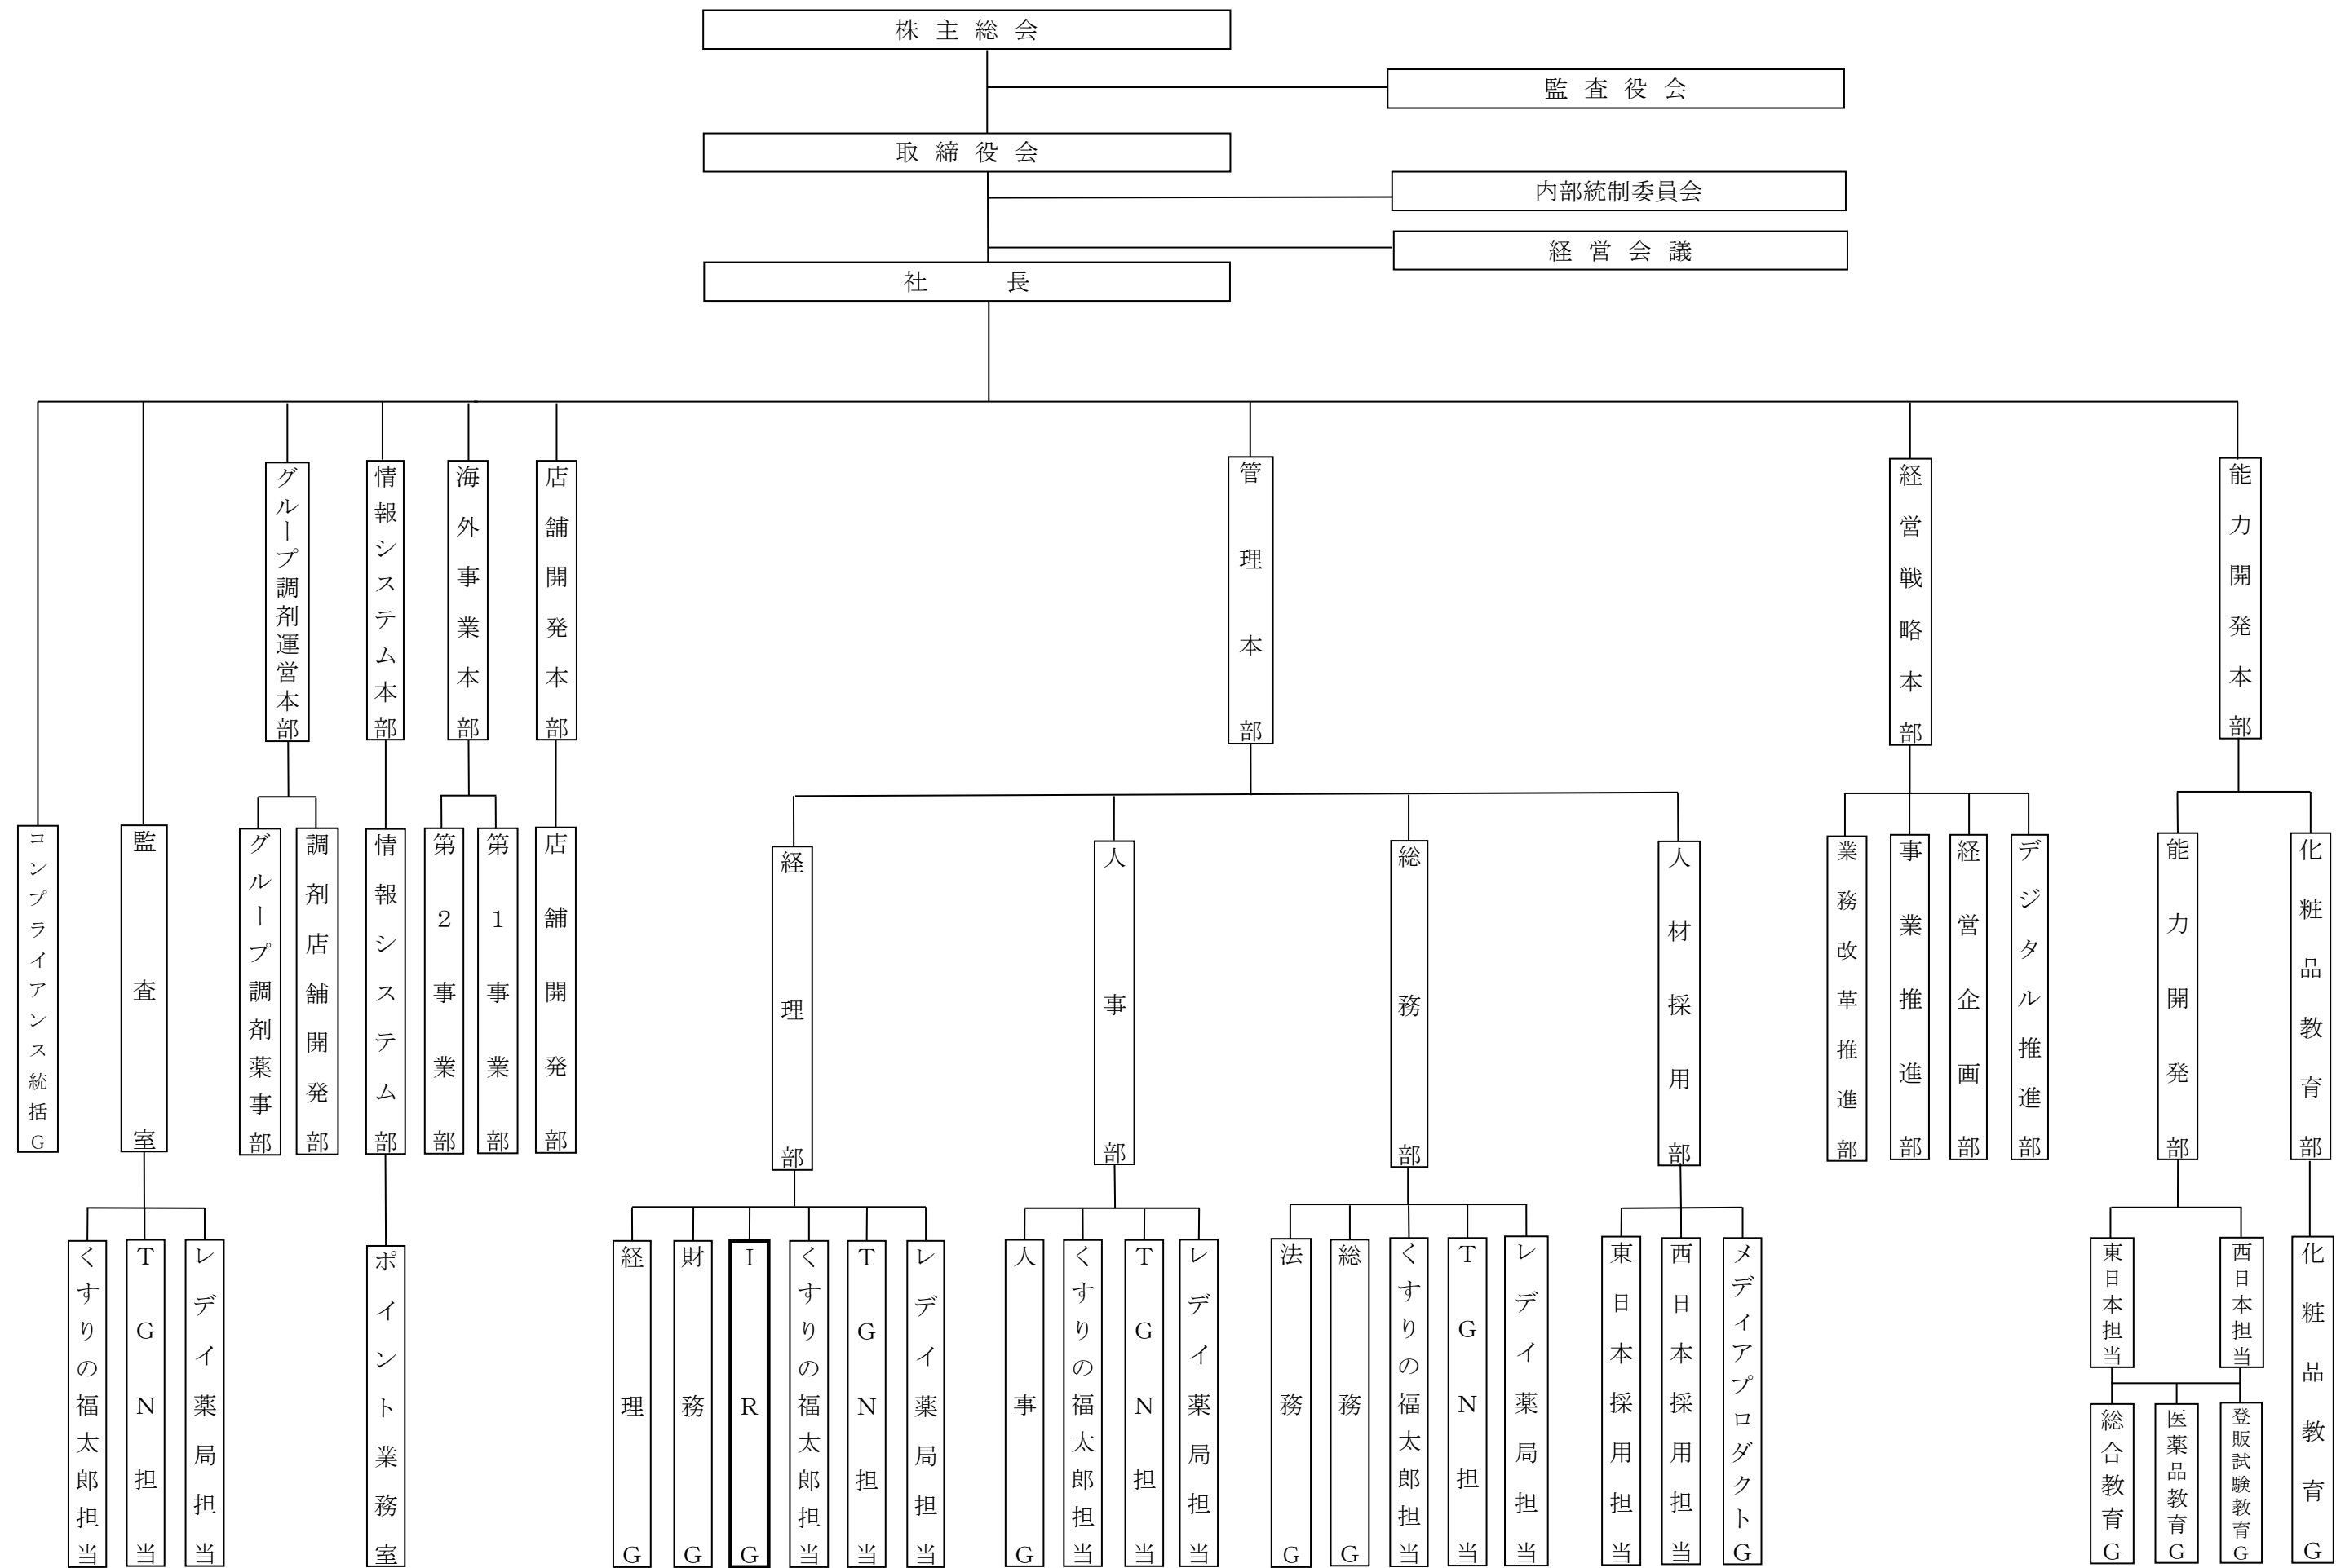 株主総会
監査役会
取締役会
内部統制委員会
経営会議
社長
グループ調剤運営本部
情報システム本部
海外事業本部
店舗開発本部
管理本部
経営戦略本部
能力開発本部
コンプライアンス統括G
監査室
グループ調剤薬事部
調剤店舗開発部
情報システム部
第2事業部
第1事業部
店舗開発部
経理部
人事部
総務部
人材採用部
業務改革推進部
事業推進部
経営企画部
デジタル推進部
能力開発部
化粧品教育部
くすりの福太郎担当
TGN担当
レデイ薬局担当
ポイント業務室
経理G
財務G
IRG
くすりの福太郎担当
TGN担当
レデイ薬局担当
人事G
くすりの福太郎担当
TGN担当
レデイ薬局担当
法務G
総務G
くすりの福太郎担当
TGN担当
レデイ薬局担当
東日本採用担当
西日本採用担当
メディアプロダクトG
東日本担当
西日本担当
総合教育G
医薬品教育G
登販試験教育G
化粧品教育G